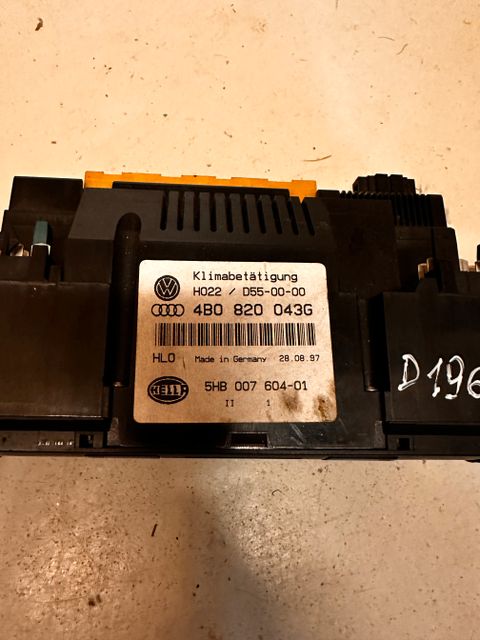 Klimabetätigung
H022 / D55-00-00
4B0 820 043G
HL0 Made in Germany 28.08.97
HELLA 5HB 007 604-01
II 1
D196